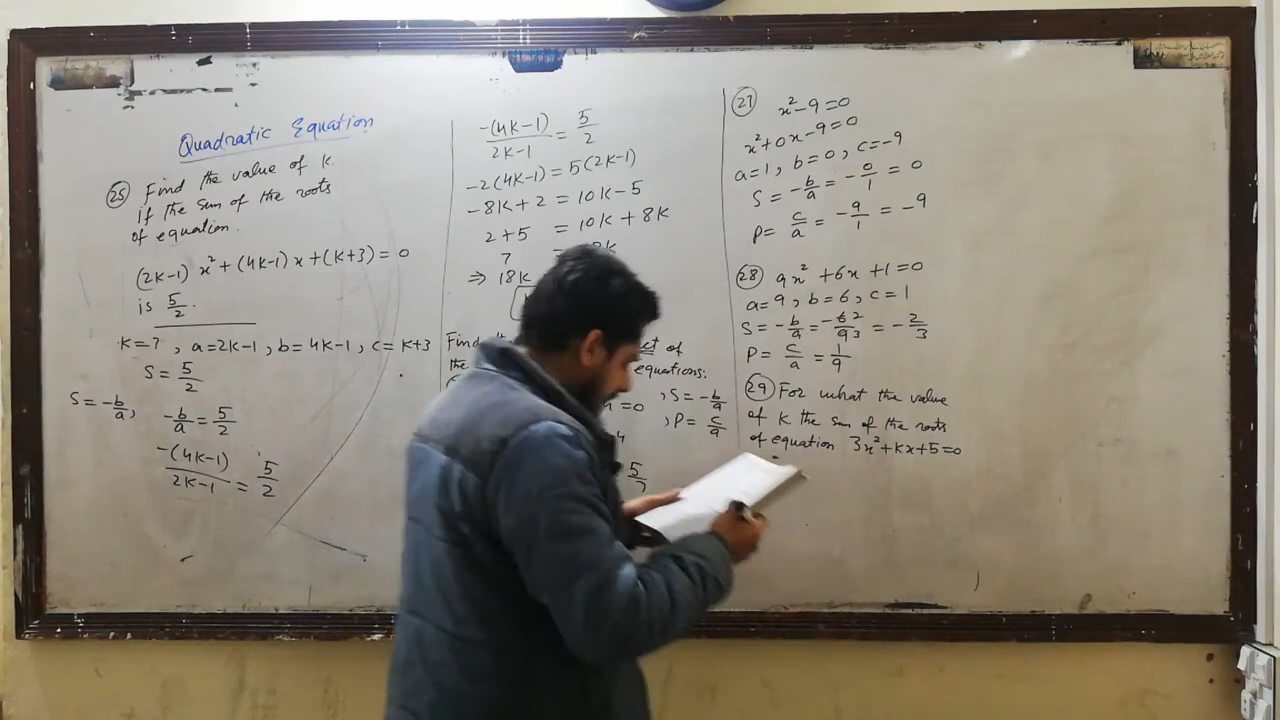 Quadratic Equation
(25) Find the value of K
if the sum of the roots
of equation.
(2K-1)x²+(4K-1)x+(K+3)=0
is 5/2.
K=?, a=2K-1, b=4K-1, c=K+3
S=5/2
S=-b/a, -b/a=5/2
-(4K-1)/2K-1=5/2
-(4K-1)/2K-1=5/2
-2(4K-1)=5(2K-1)
-8K+2=10K-5
2+5=10K+8K
7
⇒ 18K
Find of
the equations:
=0, S=-b/a
, P=c/a
(27) x²-9=0
x²+0x-9=0
a=1, b=0, c=-9
S=-b/a=-0/1=0
P=c/a=-9/1=-9
(28) 9x²+6x+1=0
a=9, b=6, c=1
S=-b/a=-6²/9₃=-2/3
P=c/a=1/9
(29) For what the value
of K the sum of the roots
of equation 3x²+Kx+5=0